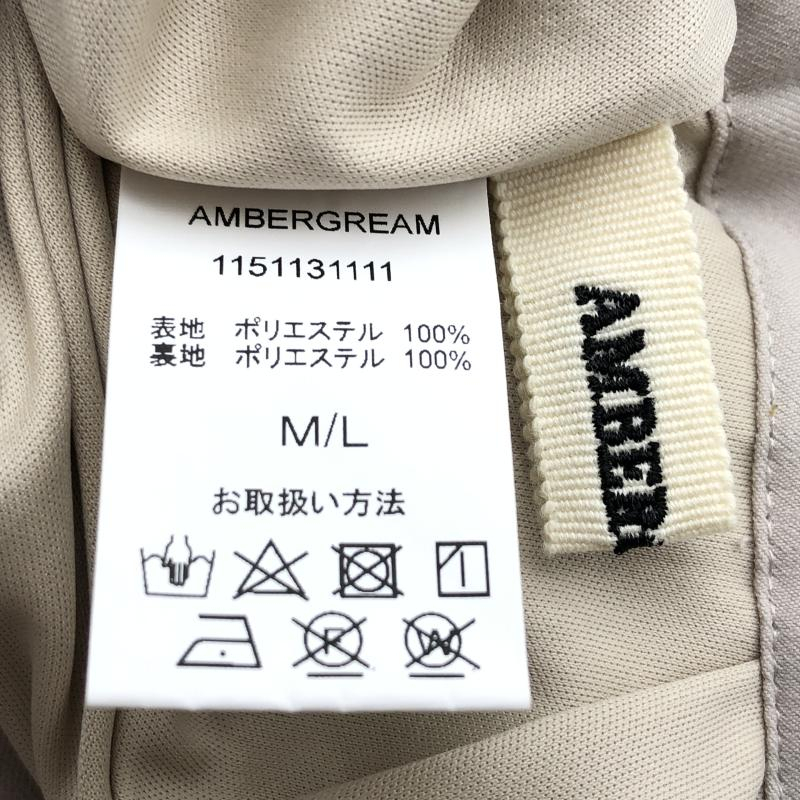 AMBERGREAM
1151131111
表地 ポリエステル 100%
裏地 ポリエステル 100%
M/L
お取扱い方法
P
W
AMBER